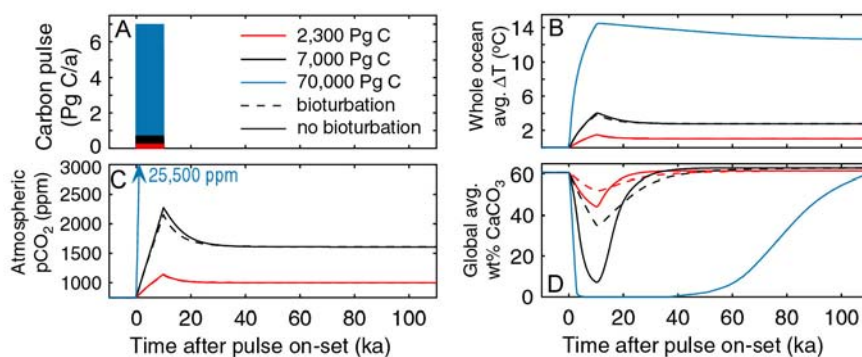 A
Carbon pulse
(Pg C/a)
6
4
2
0
2,300 Pg C
7,000 Pg C
70,000 Pg C
bioturbation
no bioturbation
B
Whole ocean
avg. ΔT (°C)
14
10
6
2
C
25,500 ppm
Atmospheric
pCO₂ (ppm)
3000
2500
2000
1500
1000
0 20 40 60 80 100
Time after pulse on-set (ka)
D
Global avg.
wt% CaCO₃
60
40
20
0
0 20 40 60 80 100
Time after pulse on-set (ka)